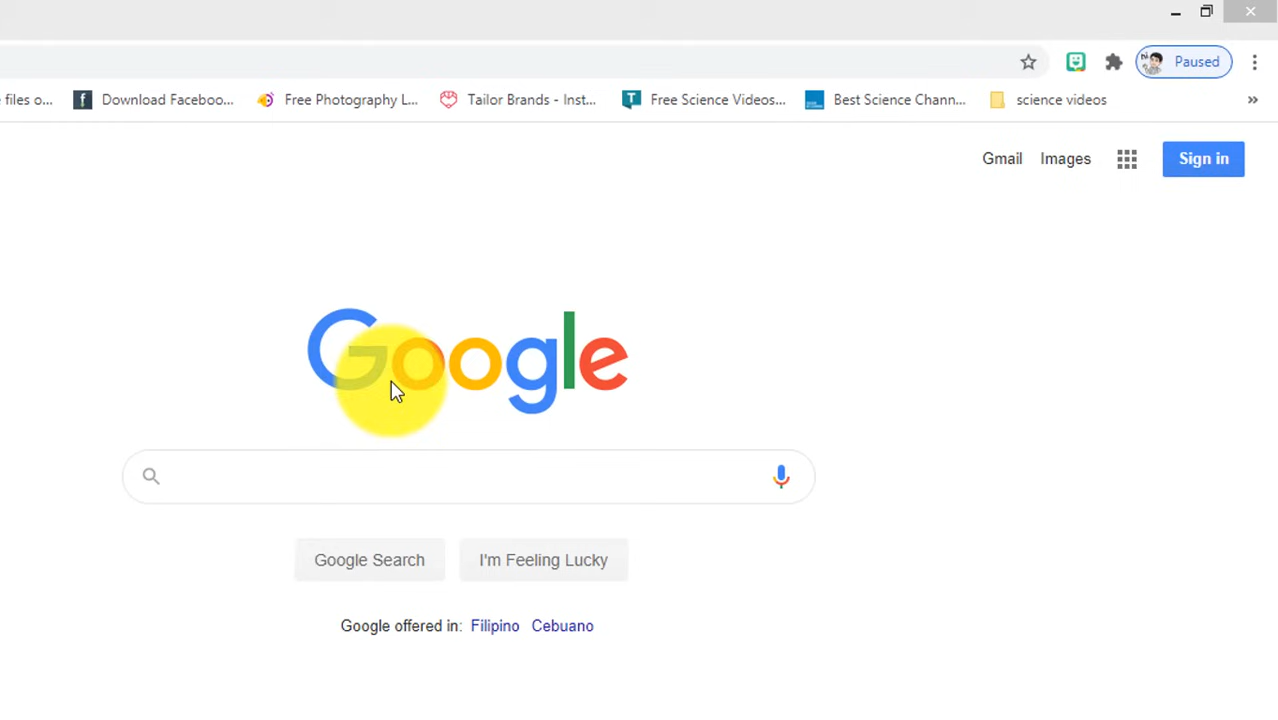 Paused
files o... Download Faceboo... Free Photography L... Tailor Brands - Inst... Free Science Videos... Best Science Chann... science videos »
Gmail Images Sign in
Google
Google Search I'm Feeling Lucky
Google offered in: Filipino Cebuano